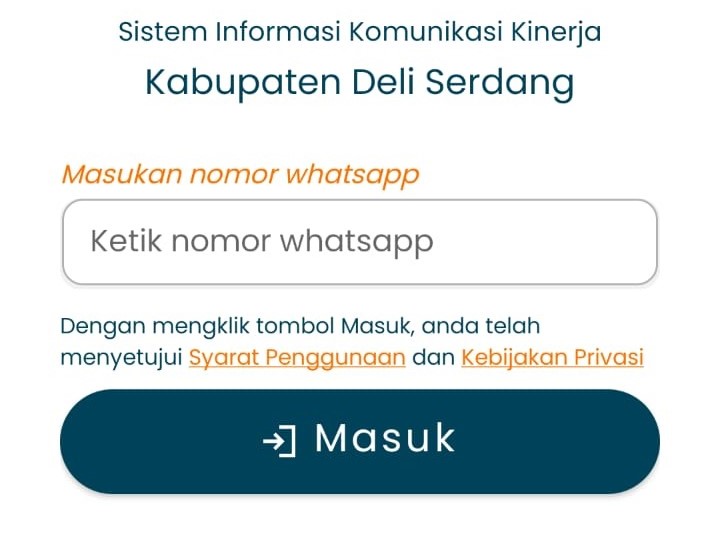 Sistem Informasi Komunikasi Kinerja
Kabupaten Deli Serdang
Masukan nomor whatsapp
Ketik nomor whatsapp
Dengan mengklik tombol Masuk, anda telah
menyetujui Syarat Penggunaan dan Kebijakan Privasi
Masuk